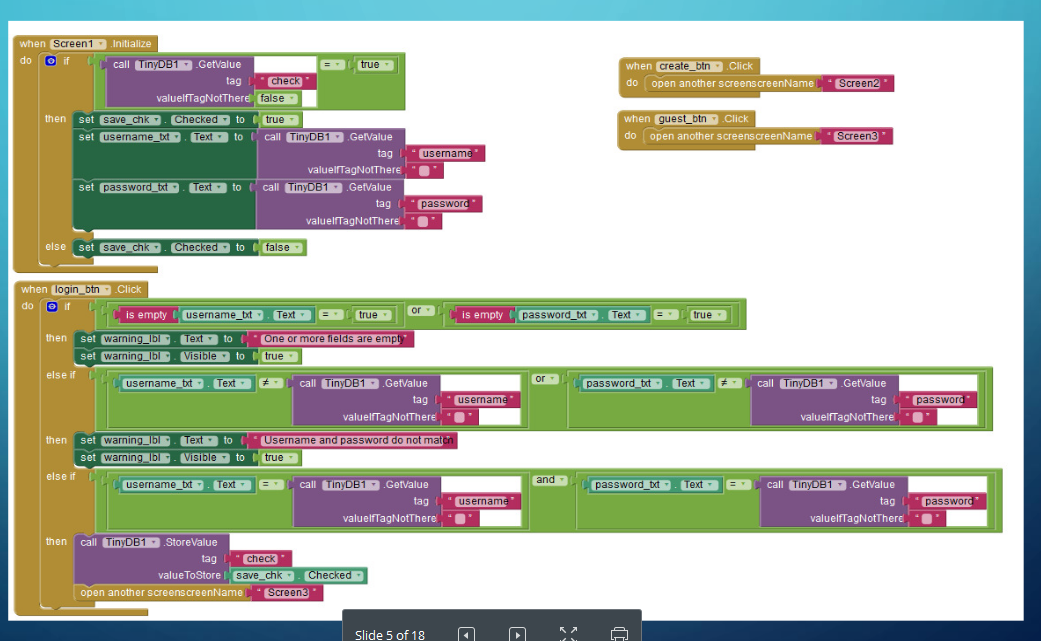 when Screen1 .Initialize
do if call TinyDB1 .GetValue = true
tag " check "
valueIfTagNotThere false
then set save_chk . Checked to true
set username_txt . Text to call TinyDB1 .GetValue
tag " username "
valueIfTagNotThere " "
set password_txt . Text to call TinyDB1 .GetValue
tag " password "
valueIfTagNotThere " "
else set save_chk . Checked to false
when create_btn .Click
do open another screen screenName " Screen2 "
when guest_btn .Click
do open another screen screenName " Screen3 "
when login_btn .Click
do if is empty username_txt . Text = true or is empty password_txt . Text = true
then set warning_lbl . Text to " One or more fields are empty "
set warning_lbl . Visible to true
else if username_txt . Text ≠ call TinyDB1 .GetValue or password_txt . Text ≠ call TinyDB1 .GetValue
tag " username " tag " password "
valueIfTagNotThere " " valueIfTagNotThere " "
then set warning_lbl . Text to " Username and password do not match
set warning_lbl . Visible to true
else if username_txt . Text = call TinyDB1 .GetValue and password_txt . Text = call TinyDB1 .GetValue
tag " username " tag " password "
valueIfTagNotThere " " valueIfTagNotThere " "
then call TinyDB1 .StoreValue
tag " check "
valueToStore save_chk . Checked
open another screen screenName " Screen3 "
Slide 5 of 18